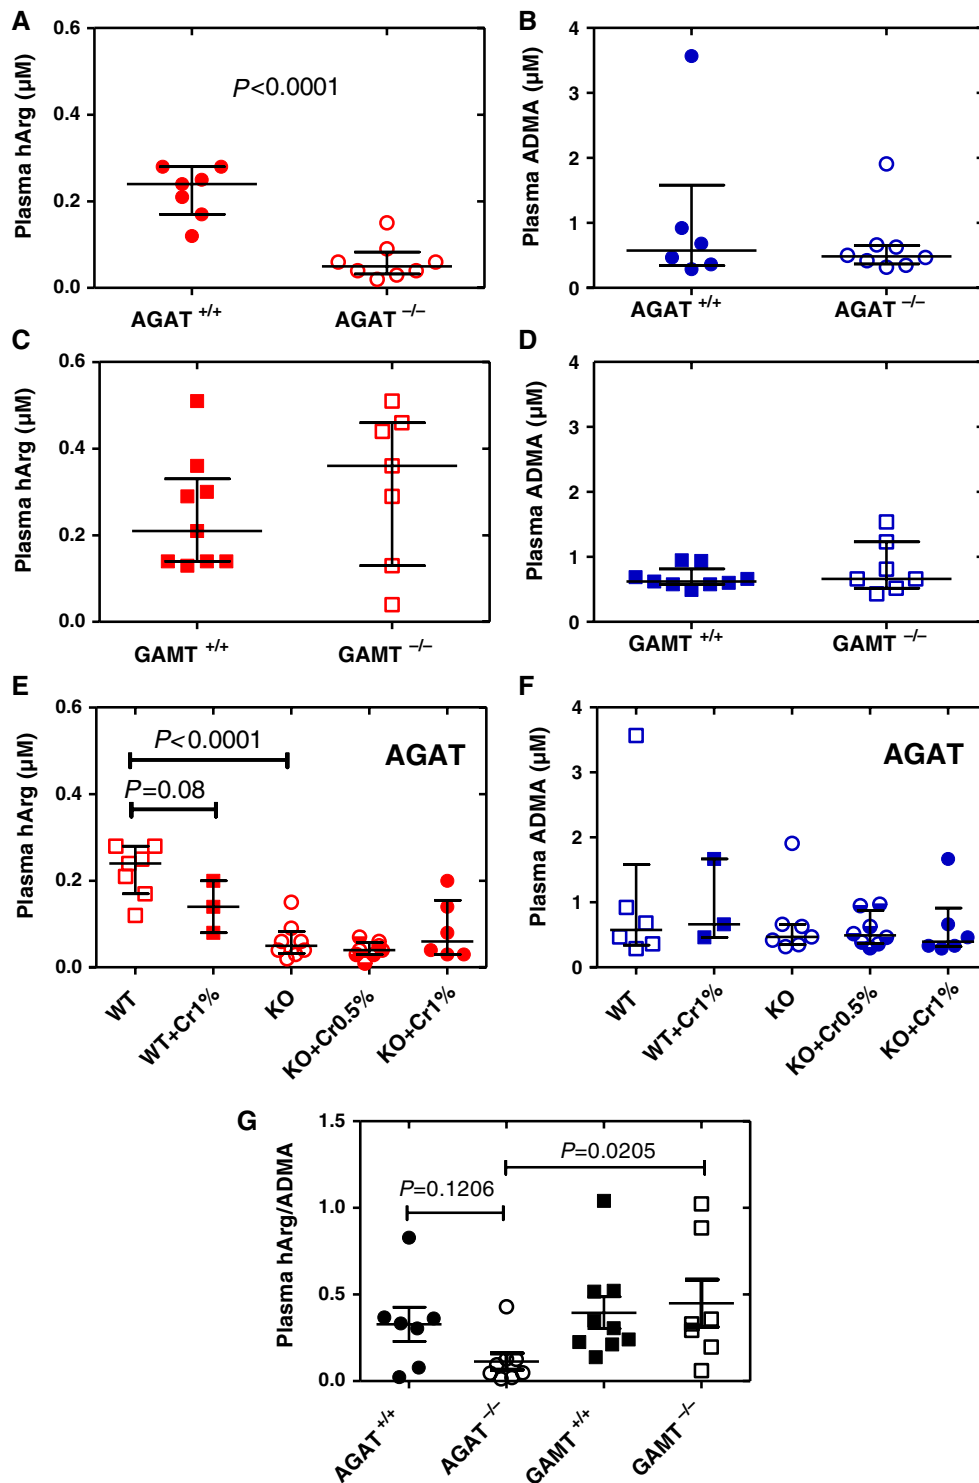 A
B
Plasma hArg (µM)
0.6
0.4
0.2
0.0
P<0.0001
AGAT +/+
AGAT –/–
Plasma ADMA (µM)
4
3
2
1
0
AGAT +/+
AGAT –/–
C
D
Plasma hArg (µM)
0.6
0.4
0.2
0.0
GAMT +/+
GAMT –/–
Plasma ADMA (µM)
4
3
2
1
0
GAMT +/+
GAMT –/–
E
F
Plasma hArg (µM)
0.6
0.4
0.2
0.0
P<0.0001
P=0.08
AGAT
WT
WT+Cr1%
KO
KO+Cr0.5%
KO+Cr1%
Plasma ADMA (µM)
4
3
2
1
0
AGAT
WT
WT+Cr1%
KO
KO+Cr0.5%
KO+Cr1%
G
Plasma hArg/ADMA
1.5
1.0
0.5
0.0
P=0.1206
P=0.0205
AGAT +/+
AGAT –/–
GAMT +/+
GAMT –/–